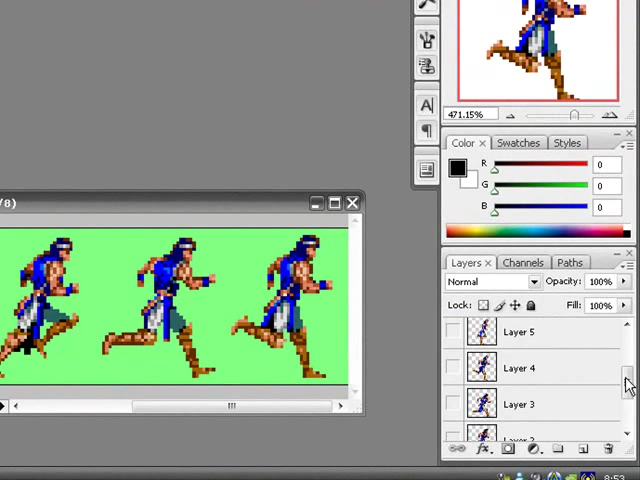 471.15%
Color × Swatches Styles
R 0
G 0
B 0
/8)
Layers × Channels Paths
Normal Opacity: 100%
Lock: Fill: 100%
Layer 5
Layer 4
Layer 3
fx.
8:53